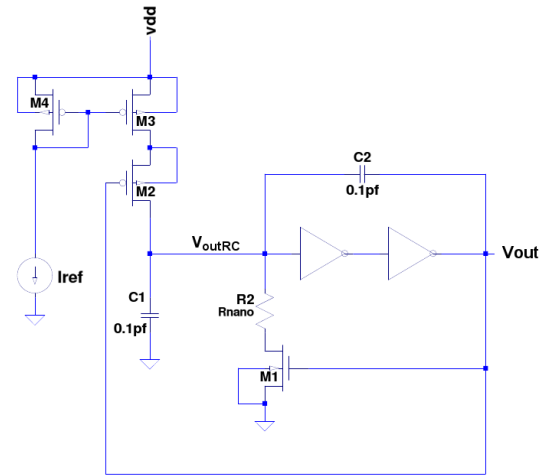 vdd
M4
M3
M2
C2
0.1pf
VoutRC
Vout
Iref
C1
0.1pf
R2
Rnano
M1